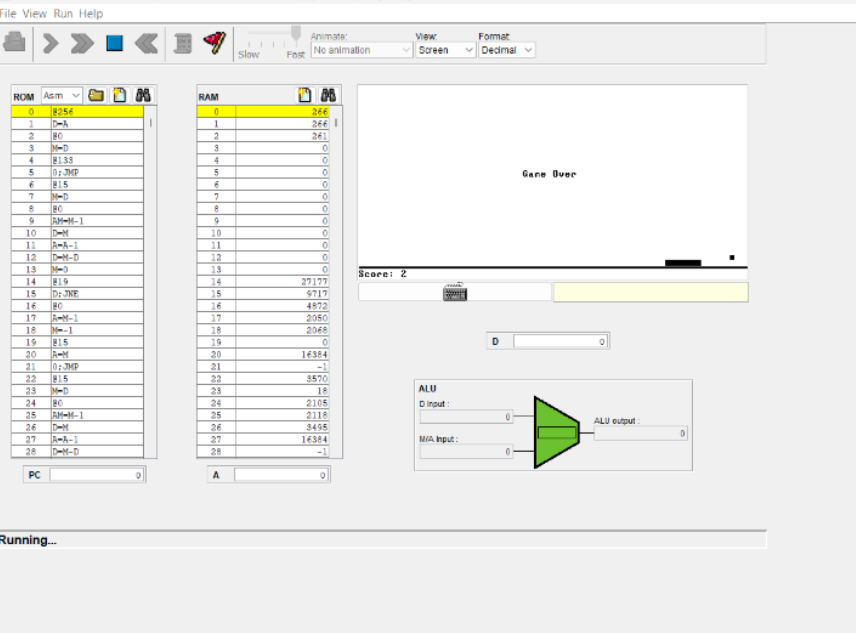 File View Run Help
Slow Fast Animate: No animation View: Screen Format: Decimal
ROM Asm
0 @256
1 D=A
2 @0
3 M=D
4 @133
5 0;JMP
6 @15
7 M=D
8 @0
9 AM=M-1
10 D=M
11 A=A-1
12 D=M-D
13 M=0
14 @19
15 D;JNE
16 @0
17 A=M-1
18 M=-1
19 @15
20 A=M
21 0;JMP
22 @15
23 M=D
24 @0
25 AM=M-1
26 D=M
27 A=A-1
28 D=M-D
PC 0
RAM
0 266
1 266
2 261
3 0
4 0
5 0
6 0
7 0
8 0
9 0
10 0
11 0
12 0
13 0
14 27177
15 9717
16 4872
17 2050
18 2068
19 0
20 16384
21 -1
22 3570
23 18
24 2105
25 2118
26 3495
27 16384
28 -1
A 0
Game Over
Score: 2
D 0
ALU
D Input :
0
M/A Input :
0
ALU output :
0
Running...